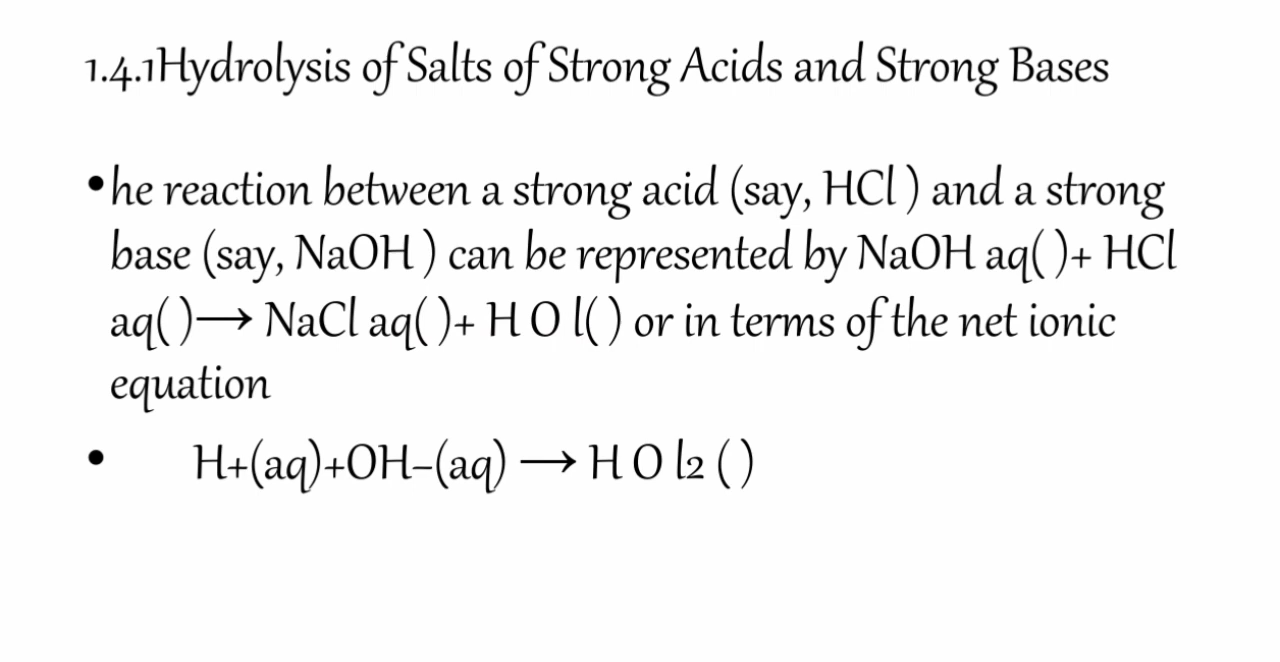 1.4.1Hydrolysis of Salts of Strong Acids and Strong Bases
•he reaction between a strong acid (say, HCl ) and a strong
base (say, NaOH ) can be represented by NaOH aq( )+ HCl
aq( )⟶ NaCl aq( )+ H O l( ) or in terms of the net ionic
equation
• H+(aq)+OH−(aq) ⟶ H O l2 ( )